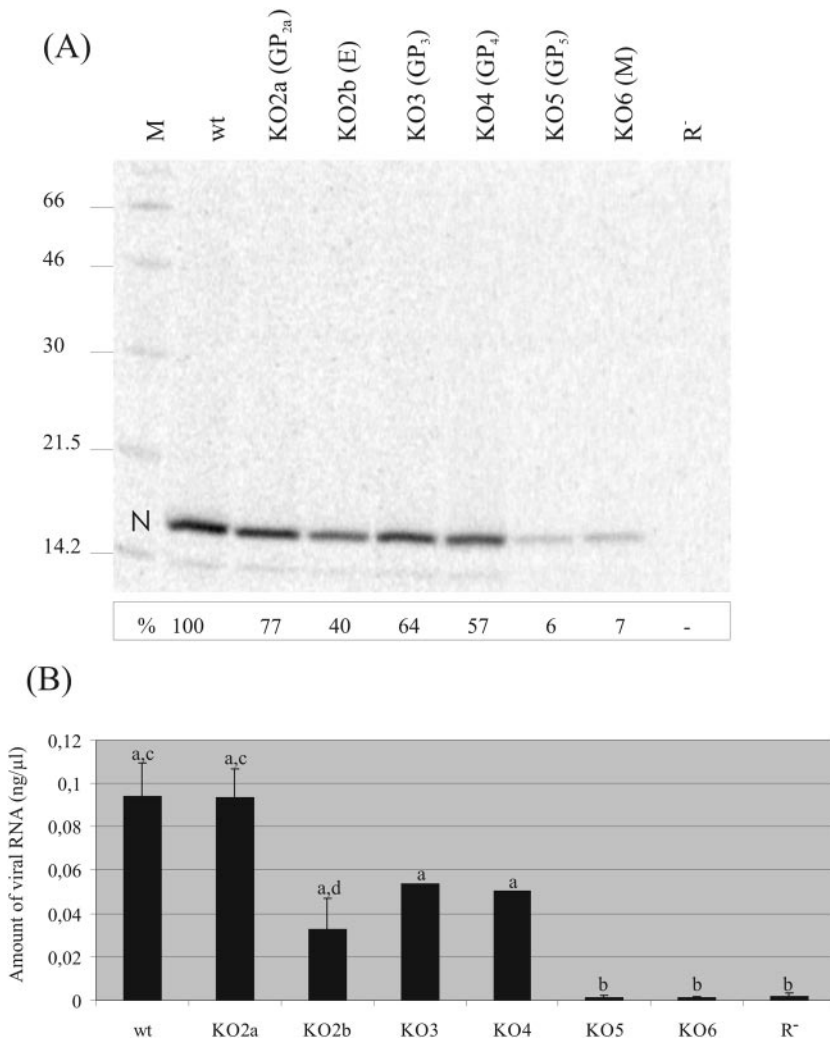 (A)
M
wt
KO2a (GP2a)
KO2b (E)
KO3 (GP3)
KO4 (GP4)
KO5 (GP5)
KO6 (M)
R-
66
46
30
21.5
N
14.2
% 100 77 40 64 57 6 7 -
(B)
Amount of viral RNA (ng/µl)
0,12
0,1
0,08
0,06
0,04
0,02
0
a,c
a,c
a,d
a
a
b
b
b
wt KO2a KO2b KO3 KO4 KO5 KO6 R-